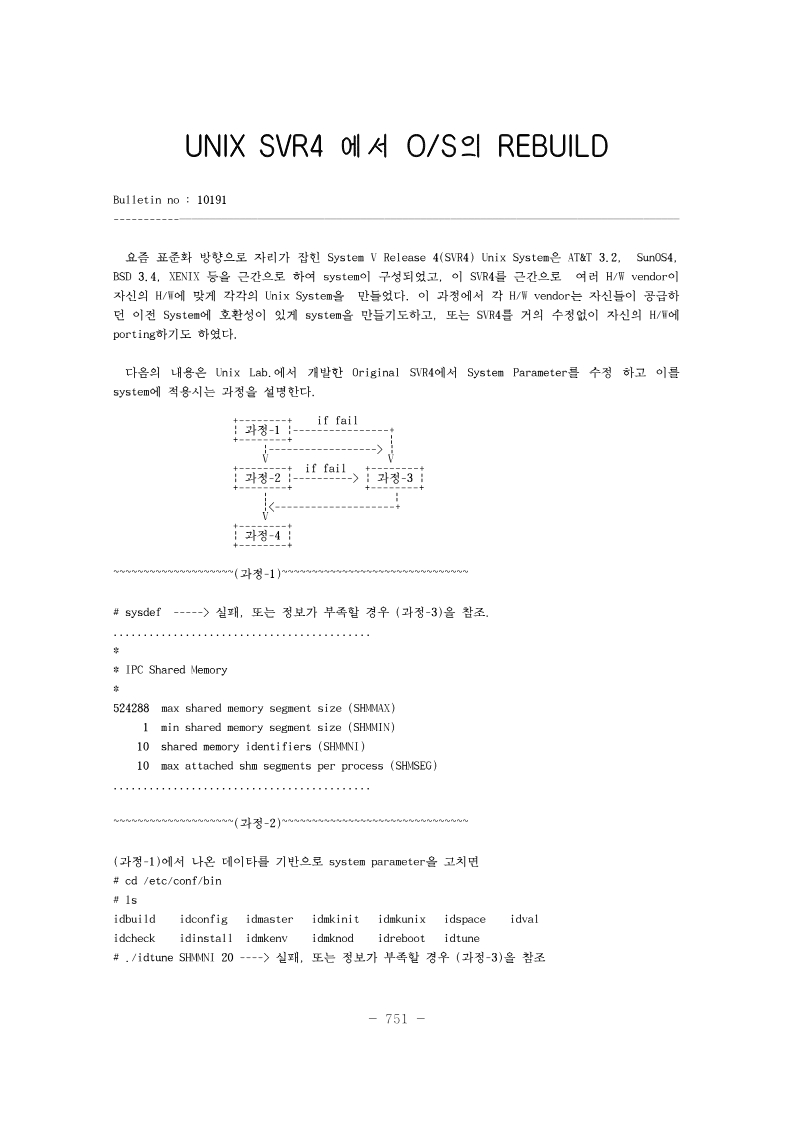 UNIX SVR4 에서 O/S의 REBUILD
Bulletin no : 10191
-----------------------------------------------------------------------------------------------
요즘 표준화 방향으로 자리가 잡힌 System V Release 4(SVR4) Unix System은 AT&T 3.2, SunOS4,
BSD 3.4, XENIX 등을 근간으로 하여 system이 구성되었고, 이 SVR4를 근간으로 여러 H/W vendor이
자신의 H/W에 맞게 각각의 Unix System을 만들었다. 이 과정에서 각 H/W vendor는 자신들이 공급하
던 이전 System에 호환성이 있게 system을 만들기도하고, 또는 SVR4를 거의 수정없이 자신의 H/W에
porting하기도 하였다.
다음의 내용은 Unix Lab.에서 개발한 Original SVR4에서 System Parameter를 수정 하고 이를
system에 적용시는 과정을 설명한다.
+--------+    if fail
¦ 과정-1 ¦----------------+
+--------+                ¦
     ¦------------------> ¦
     V                    V
+--------+  if fail   +--------+
¦ 과정-2 ¦----------> ¦ 과정-3 ¦
+--------+            +--------+
     ¦                     ¦
     ¦<--------------------+
     V
+--------+
¦ 과정-4 ¦
+--------+
~~~~~~~~~~~~~~~~~~~~(과정-1)~~~~~~~~~~~~~~~~~~~~~~~~~~~~~~~
# sysdef  -----> 실패, 또는 정보가 부족할 경우 (과정-3)을 참조.
...........................................
*
* IPC Shared Memory
*
524288  max shared memory segment size (SHMMAX)
     1  min shared memory segment size (SHMMIN)
    10  shared memory identifiers (SHMMNI)
    10  max attached shm segments per process (SHMSEG)
...........................................
~~~~~~~~~~~~~~~~~~~~(과정-2)~~~~~~~~~~~~~~~~~~~~~~~~~~~~~~~
(과정-1)에서 나온 데이타를 기반으로 system parameter을 고치면
# cd /etc/conf/bin
# ls
idbuild    idconfig   idmaster   idmkinit   idmkunix   idspace    idval
idcheck    idinstall  idmkenv    idmknod    idreboot   idtune
# ./idtune SHMMNI 20 ----> 실패, 또는 정보가 부족할 경우 (과정-3)을 참조
- 751 -